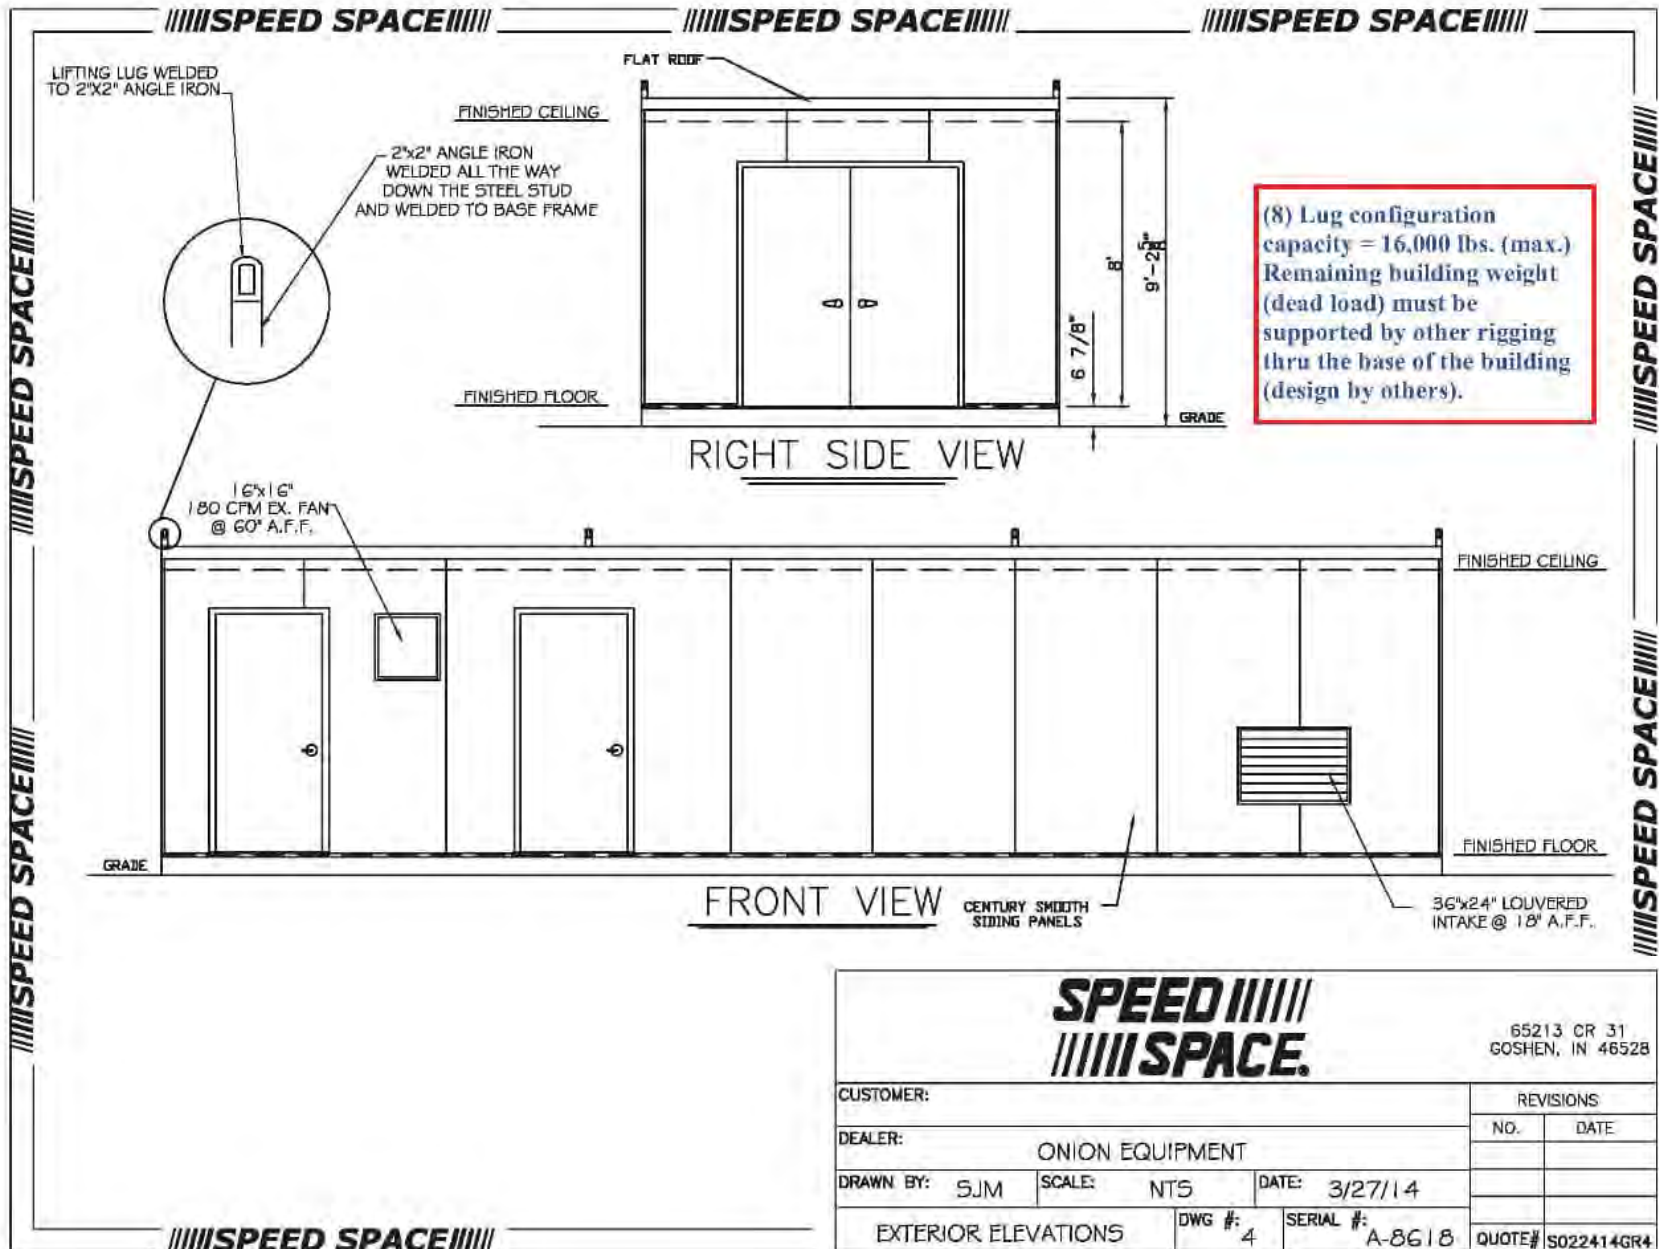 SPEED SPACE
SPEED SPACE
SPEED SPACE
LIFTING LUG WELDED
TO 2"X2" ANGLE IRON
2"x2" ANGLE IRON
WELDED ALL THE WAY
DOWN THE STEEL STUD
AND WELDED TO BASE FRAME
FLAT ROOF
FINISHED CEILING
FINISHED FLOOR
6 7/8"
8'
GRADE
RIGHT SIDE VIEW
(8) Lug configuration
capacity = 16,000 lbs. (max.)
Remaining building weight
(dead load) must be
supported by other rigging
thru the base of the building
(design by others).
SPEED SPACE
SPEED SPACE
SPEED SPACE
SPEED SPACE
16"x16"
180 CFM EX. FAN
@ 60" A.F.F.
FINISHED CEILING
FINISHED FLOOR
GRADE
FRONT VIEW
CENTURY SMOOTH
SIDING PANELS
36"x24" LOUVERED
INTAKE @ 18" A.F.F.
SPEED
SPACE.
65213 CR 31
GOSHEN, IN 46528
CUSTOMER:
DEALER: ONION EQUIPMENT
DRAWN BY: SJM SCALE: NTS DATE: 3/27/14
EXTERIOR ELEVATIONS DWG #: 4 SERIAL #: A-8618
REVISIONS
NO. DATE
QUOTE# S022414GR4
SPEED SPACE